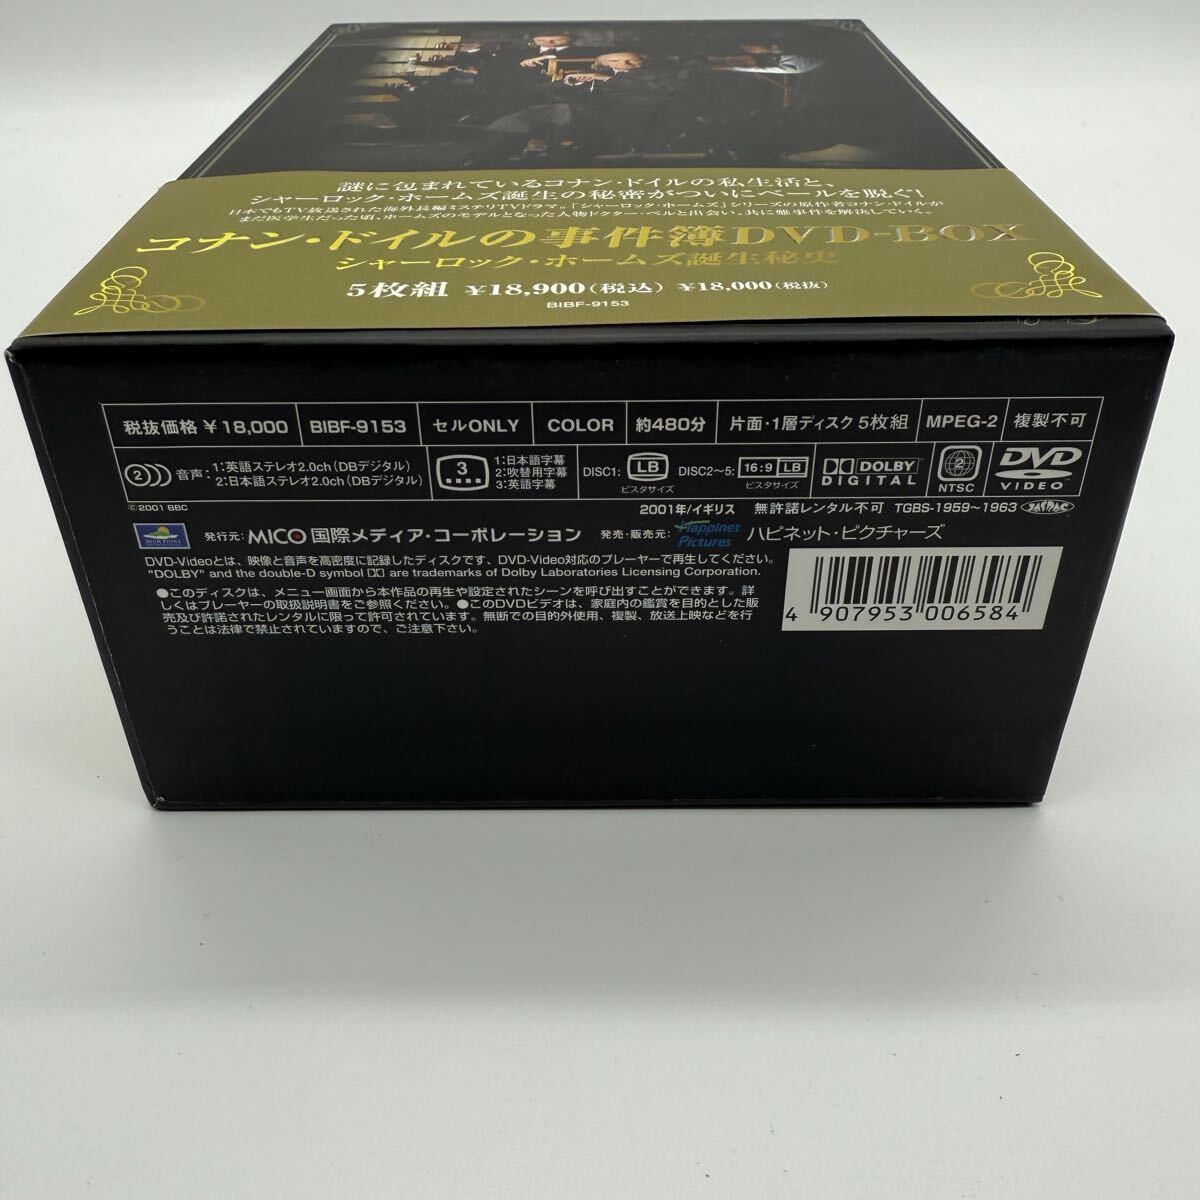 謎に包まれているコナン・ドイルの私生活と、
シャーロック・ホームズ誕生の秘密がついにベールを脱ぐ!
日本でもTV放送された海外長編ミステリTVドラマ。「シャーロック・ホームズ」シリーズの原作者コナン・ドイルが
まだ医学生だった頃、ホームズのモデルとなった人物ドクター・ベルと出会い、共に難事件を解決していく。
コナン・ドイルの事件簿DVD-BOX
シャーロック・ホームズ誕生秘史
5枚組 ¥18,900(税込) ¥18,000(税抜)
BIBF-9153
税抜価格 ¥18,000 BIBF-9153 セルONLY COLOR 約480分 片面・1層ディスク 5枚組 MPEG-2 複製不可
2 音声: 1:英語ステレオ2.0ch(DBデジタル)
2:日本語ステレオ2.0ch(DBデジタル)
3 1:日本語字幕
2:吹替用字幕
3:英語字幕
DISC1: LB ビスタサイズ DISC2~5: 16:9 LB ビスタサイズ
DOLBY DIGITAL
2 NTSC
DVD VIDEO
©2001 BBC
2001年/イギリス 無許諾レンタル不可 TGBS-1959~1963 JASRAC
HIGH POINT 発行元: MICO 国際メディア・コーポレーション 発売・販売元: Happinet Pictures ハピネット・ピクチャーズ
DVD-Videoとは、映像と音声を高密度に記録したディスクです、DVD-Video対応のプレーヤーで再生してください。
"DOLBY" and the double-D symbol are trademarks of Dolby Laboratories Licensing Corporation.
●このディスクは、メニュー画面から本作品の再生や設定されたシーンを呼び出すことができます。詳
しくはプレーヤーの取扱説明書をご参照ください。●このDVDビデオは、家庭内の鑑賞を目的とした販
売及び許諾されたレンタルに限って許可されています。無断での目的外使用、複製、放送上映などを行
うことは法律で禁止されていますので、ご注意下さい。
4 907953 006584